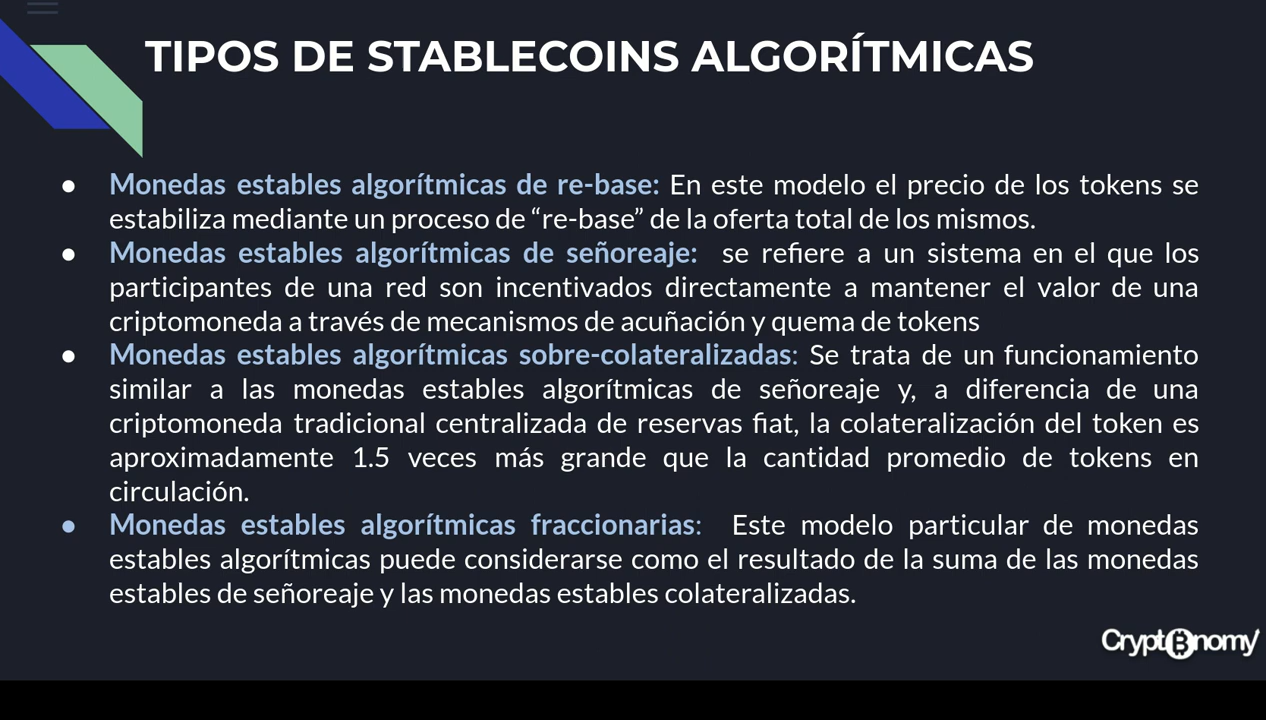 TIPOS DE STABLECOINS ALGORÍTMICAS
● Monedas estables algorítmicas de re-base: En este modelo el precio de los tokens se
estabiliza mediante un proceso de “re-base” de la oferta total de los mismos.
● Monedas estables algorítmicas de señoreaje: se refiere a un sistema en el que los
participantes de una red son incentivados directamente a mantener el valor de una
criptomoneda a través de mecanismos de acuñación y quema de tokens
● Monedas estables algorítmicas sobre-colateralizadas: Se trata de un funcionamiento
similar a las monedas estables algorítmicas de señoreaje y, a diferencia de una
criptomoneda tradicional centralizada de reservas fiat, la colateralización del token es
aproximadamente 1.5 veces más grande que la cantidad promedio de tokens en
circulación.
● Monedas estables algorítmicas fraccionarias: Este modelo particular de monedas
estables algorítmicas puede considerarse como el resultado de la suma de las monedas
estables de señoreaje y las monedas estables colateralizadas.
Crypt₿nomy